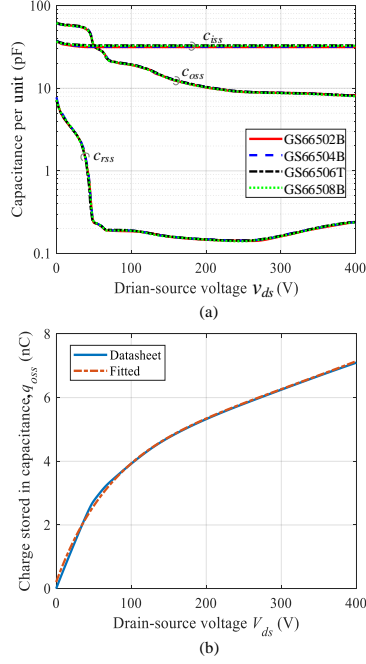 100
10
1
0.1
Capacitance per unit (pF)
c_iss
c_oss
c_rss
GS66502B
GS66504B
GS66506T
GS66508B
0 100 200 300 400
Drian-source voltage v_ds (V)
(a)
8
6
4
2
0
Charge stored in capacitance, q_oss (nC)
Datasheet
Fitted
0 100 200 300 400
Drain-source voltage V_ds (V)
(b)